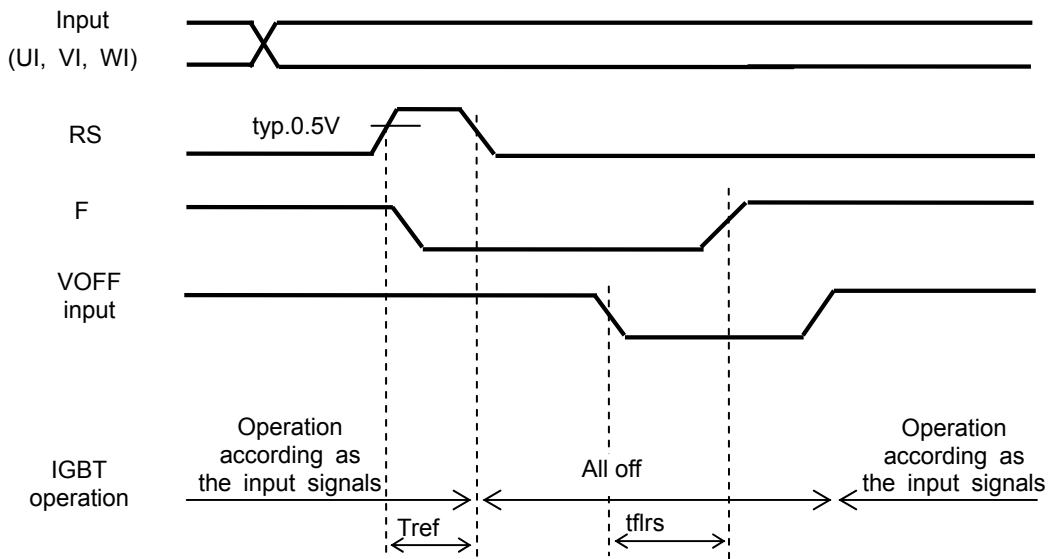 Input
(UI, VI, WI)
RS
typ.0.5V
F
VOFF
input
IGBT
operation
Operation
according as
the input signals
All off
Operation
according as
the input signals
Tref
tflrs